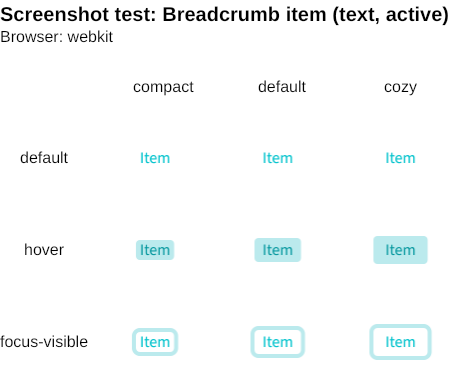 Screenshot test: Breadcrumb item (text, active)
Browser: webkit
compact default cozy
default Item Item Item
hover Item Item Item
focus-visible Item Item Item